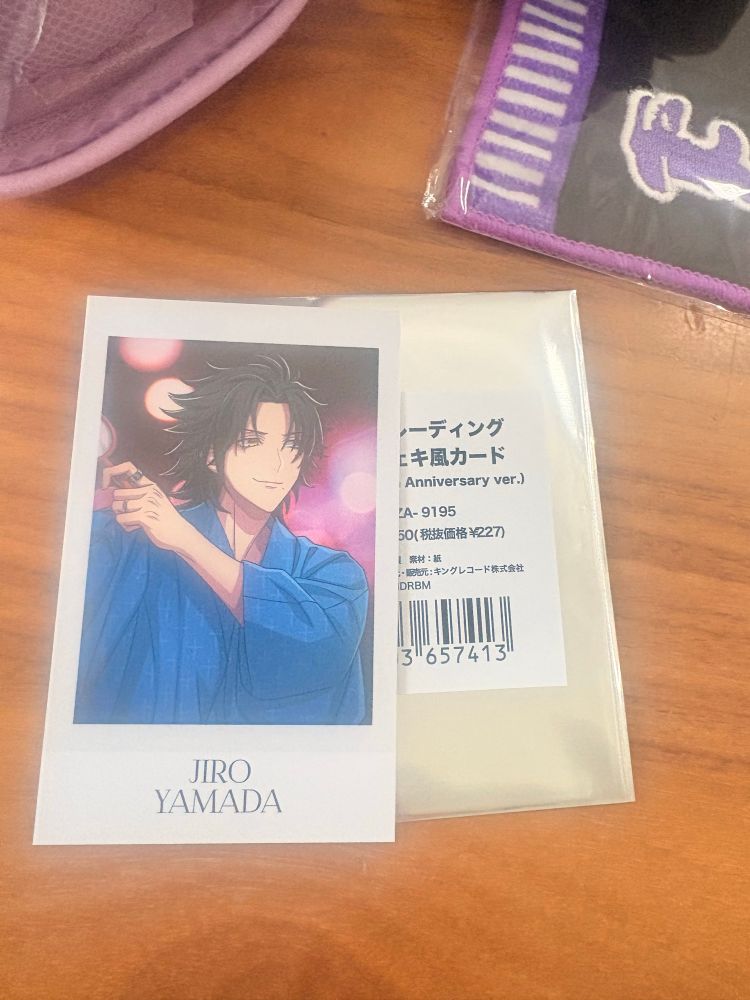 JIRO
YAMADA
レーディング
ェキ風カード
Anniversary ver.)
ZA- 9195
50(税抜価格¥227)
素材：紙
・販売元：キングレコード株式会社
DRBM
3 657413